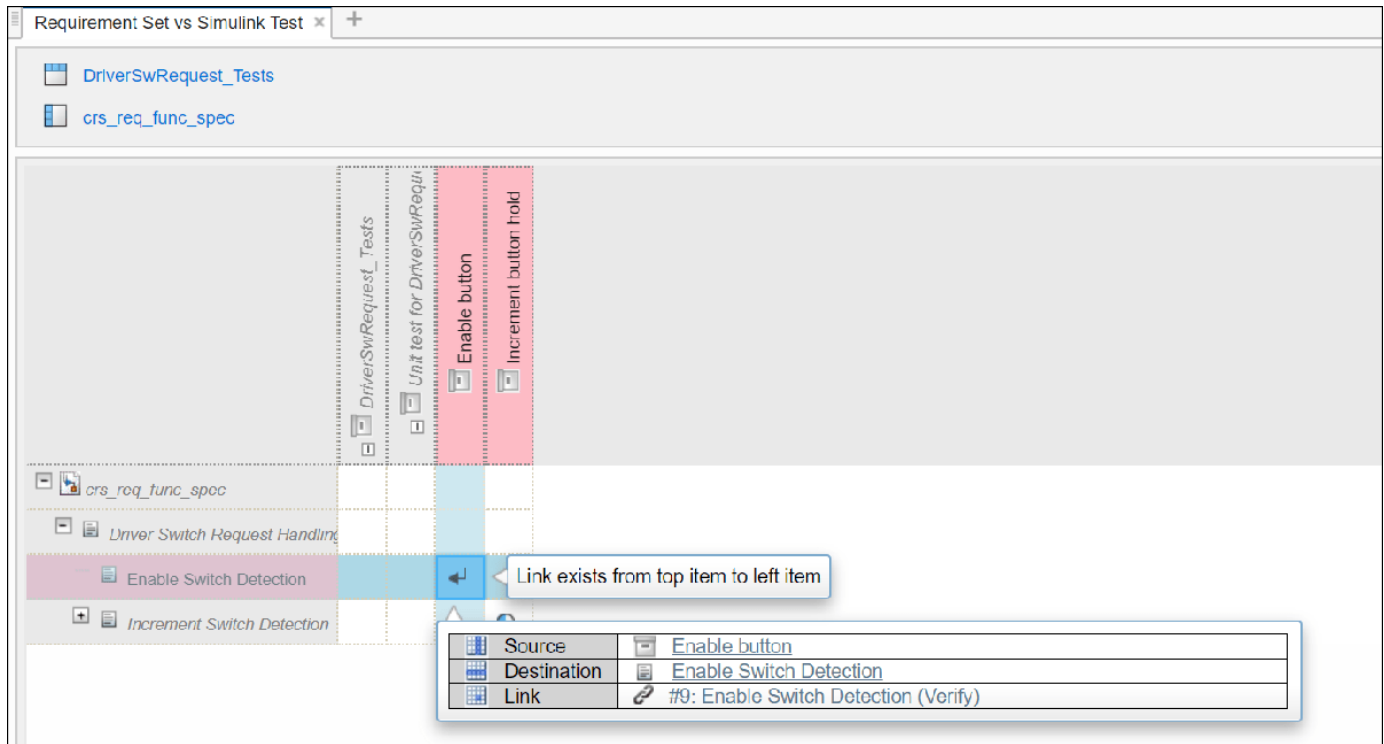 Requirement Set vs Simulink Test
DriverSwRequest_Tests
crs_req_func_spec
DriverSwRequest_Tests
Unit test for DriverSwRequ
Enable button
Increment button hold
crs_req_func_spec
Driver Switch Request Handling
Enable Switch Detection
Link exists from top item to left item
Increment Switch Detection
Source Enable button
Destination Enable Switch Detection
Link #9: Enable Switch Detection (Verify)